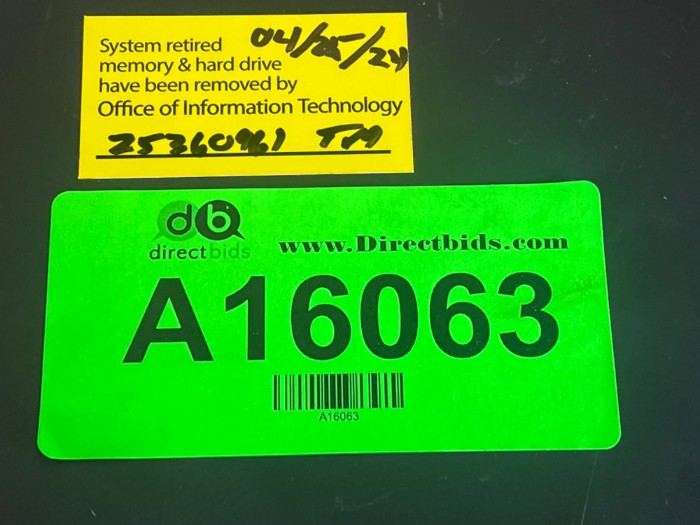 System retired 04/25/24
memory & hard drive
have been removed by
Office of Information Technology
TM
db
directbids www.Directbids.com
A16063
A16063